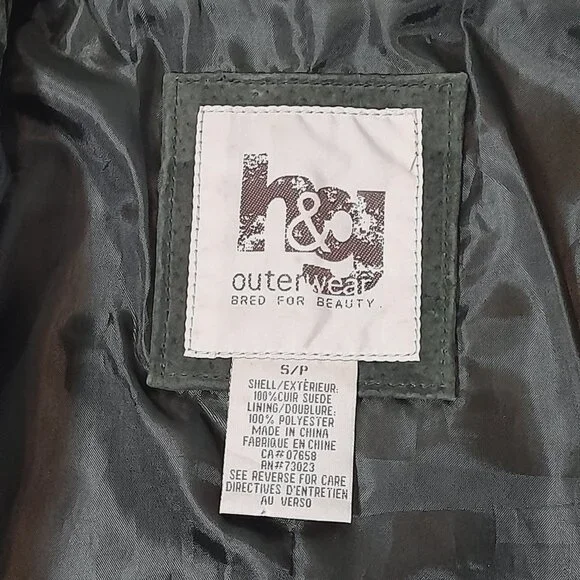 h&g
outerwear
BRED FOR BEAUTY.
S/P
SHELL/EXTÉRIEUR:
100% CUIR SUEDE
LINING/DOUBLURE:
100% POLYESTER
MADE IN CHINA
FABRIQUE EN CHINE
CA# 07658
RN# 73023
SEE REVERSE FOR CARE
DIRECTIVES D'ENTRETIEN
AU VERSO